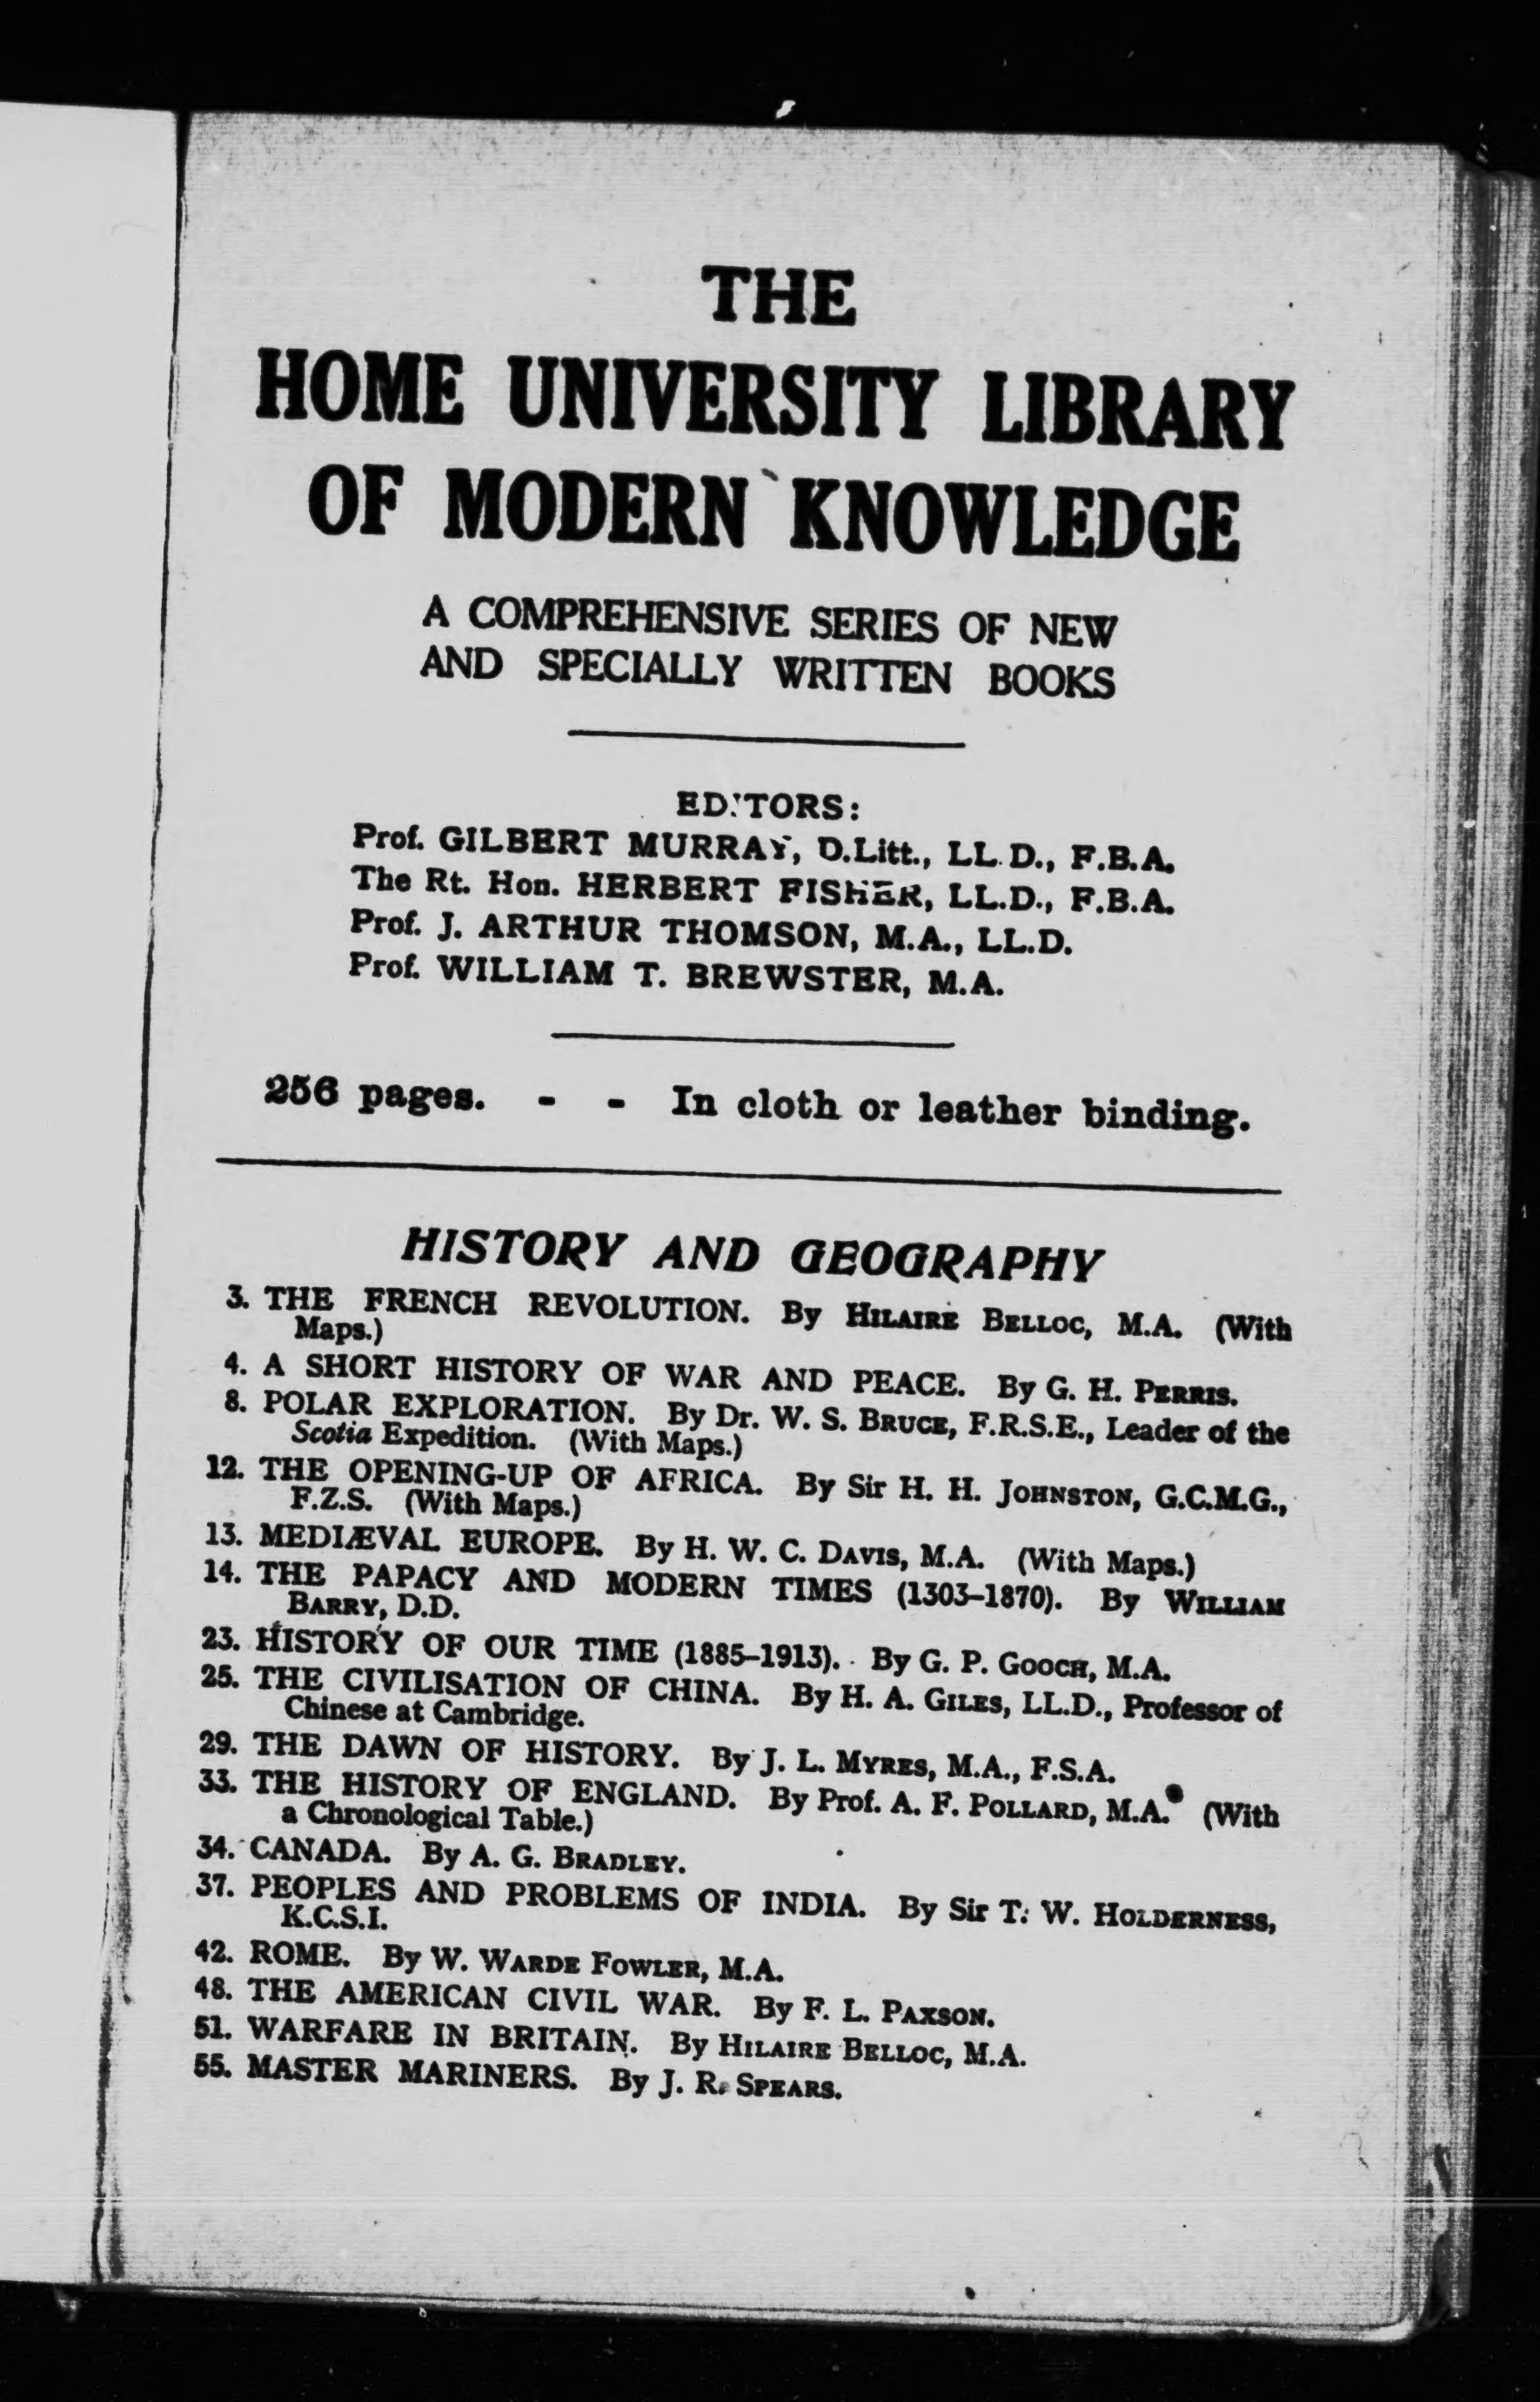 THE
HOME UNIVERSITY LIBRARY
OF MODERN KNOWLEDGE
A COMPREHENSIVE SERIES OF NEW
AND SPECIALLY WRITTEN BOOKS
EDITORS:
Prof. GILBERT MURRAY, D.Litt., LL.D., F.B.A.
The Rt. Hon. HERBERT FISHER, LL.D., F.B.A.
Prof. J. ARTHUR THOMSON, M.A., LL.D.
Prof. WILLIAM T. BREWSTER, M.A.
256 pages. - - In cloth or leather binding.
HISTORY AND GEOGRAPHY
3. THE FRENCH REVOLUTION. By HILAIRE BELLOC, M.A. (With
Maps.)
4. A SHORT HISTORY OF WAR AND PEACE. By G. H. PERRIS.
8. POLAR EXPLORATION. By Dr. W. S. BRUCE, F.R.S.E., Leader of the
Scotia Expedition. (With Maps.)
12. THE OPENING-UP OF AFRICA. By Sir H. H. JOHNSTON, G.C.M.G.,
F.Z.S. (With Maps.)
13. MEDIÆVAL EUROPE. By H. W. C. DAVIS, M.A. (With Maps.)
14. THE PAPACY AND MODERN TIMES (1303–1870). By WILLIAM
BARRY, D.D.
23. HISTORY OF OUR TIME (1885–1913). By G. P. GOOCH, M.A.
25. THE CIVILISATION OF CHINA. By H. A. GILES, LL.D., Professor of
Chinese at Cambridge.
29. THE DAWN OF HISTORY. By J. L. MYRES, M.A., F.S.A.
33. THE HISTORY OF ENGLAND. By Prof. A. F. POLLARD, M.A. (With
a Chronological Table.)
34. CANADA. By A. G. BRADLEY.
37. PEOPLES AND PROBLEMS OF INDIA. By Sir T. W. HOLDERNESS,
K.C.S.I.
42. ROME. By W. WARDE FOWLER, M.A.
48. THE AMERICAN CIVIL WAR. By F. L. PAXSON.
51. WARFARE IN BRITAIN. By HILAIRE BELLOC, M.A.
55. MASTER MARINERS. By J. R. SPEARS.